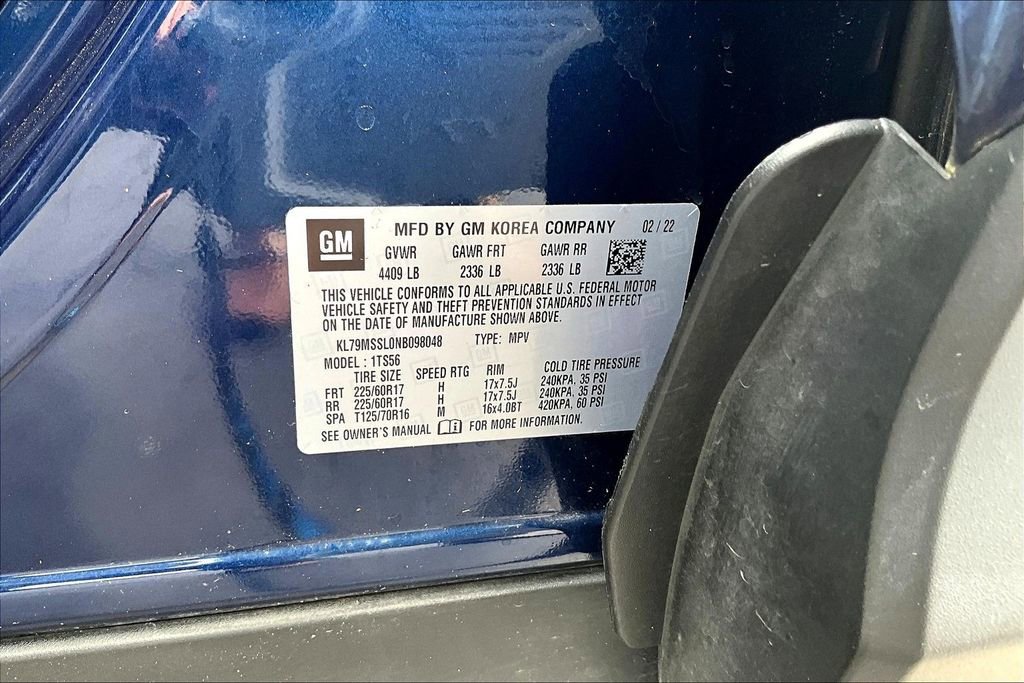 GM MFD BY GM KOREA COMPANY 02 / 22
GVWR GAWR FRT GAWR RR
4409 LB 2336 LB 2336 LB
THIS VEHICLE CONFORMS TO ALL APPLICABLE U.S. FEDERAL MOTOR
VEHICLE SAFETY AND THEFT PREVENTION STANDARDS IN EFFECT
ON THE DATE OF MANUFACTURE SHOWN ABOVE.
KL79MSSL0NB098048 TYPE: MPV
MODEL : 1TS56
TIRE SIZE SPEED RTG RIM COLD TIRE PRESSURE
FRT 225/60R17 H 17x7.5J 240KPA, 35 PSI
RR 225/60R17 H 17x7.5J 240KPA, 35 PSI
SPA T125/70R16 M 16x4.0BT 420KPA, 60 PSI
SEE OWNER'S MANUAL FOR MORE INFORMATION.